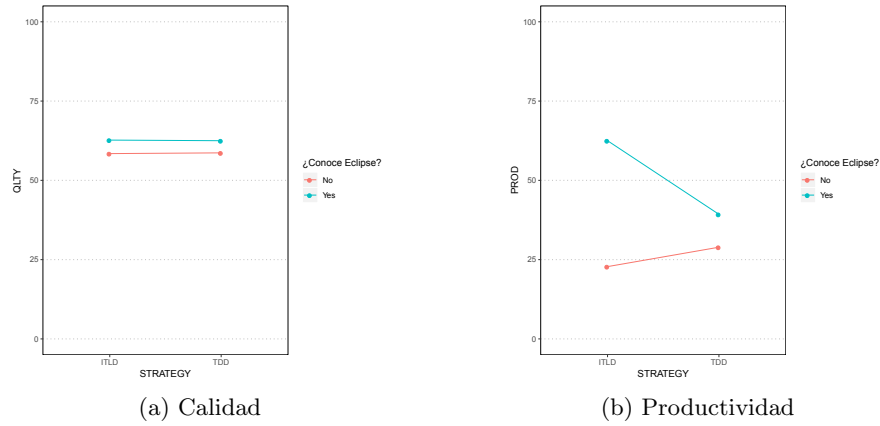 100
75
50
25
0
QLTY
ITLD
TDD
STRATEGY
¿Conoce Eclipse?
No
Yes
(a) Calidad
100
75
50
25
0
PROD
ITLD
TDD
STRATEGY
¿Conoce Eclipse?
No
Yes
(b) Productividad